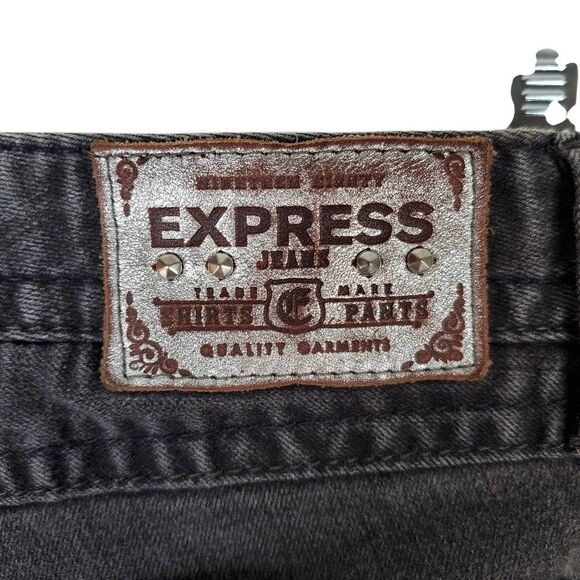 NINETEEN EIGHTY
EXPRESS
JEANS
TRADE MARK
SHIRTS E PANTS
QUALITY GARMENTS